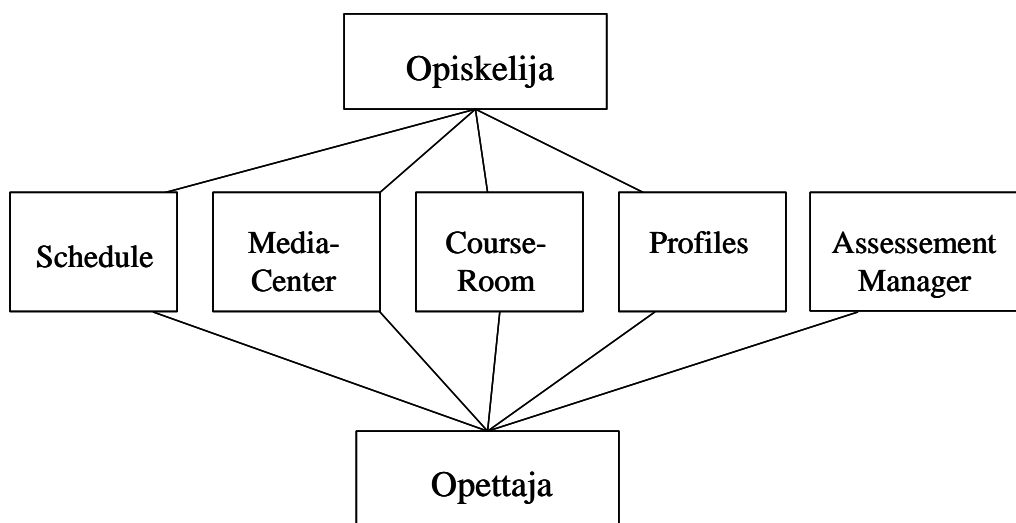 Opiskelija
Schedule
Media-
Center
Course-
Room
Profiles
Assessement
Manager
Opettaja